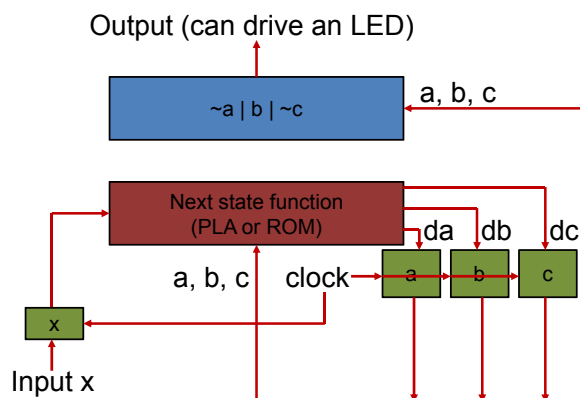 Output (can drive an LED)
~a | b | ~c
a, b, c
Next state function
(PLA or ROM)
da
db
dc
a, b, c
clock
a
b
c
x
Input x